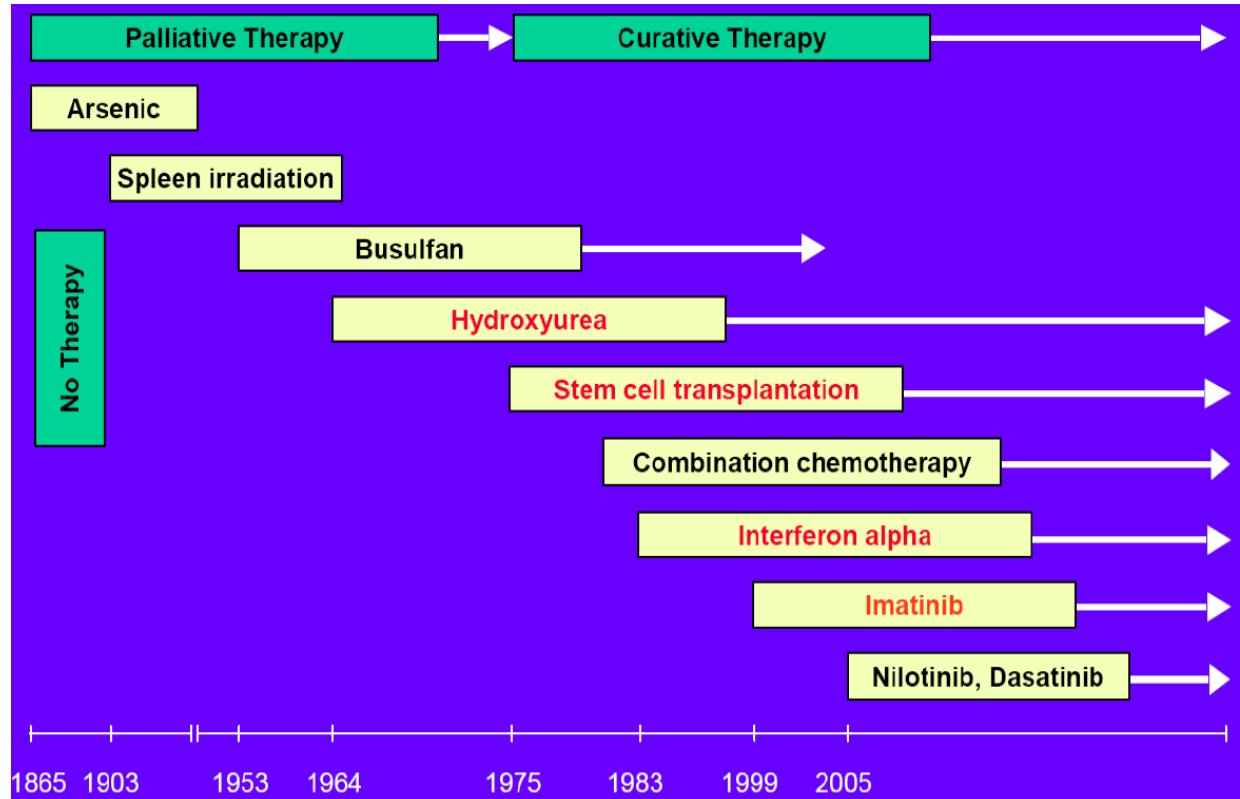 Palliative Therapy
Curative Therapy
Arsenic
Spleen irradiation
Busulfan
No Therapy
Hydroxyurea
Stem cell transplantation
Combination chemotherapy
Interferon alpha
Imatinib
Nilotinib, Dasatinib
1865 1903 1953 1964 1975 1983 1999 2005